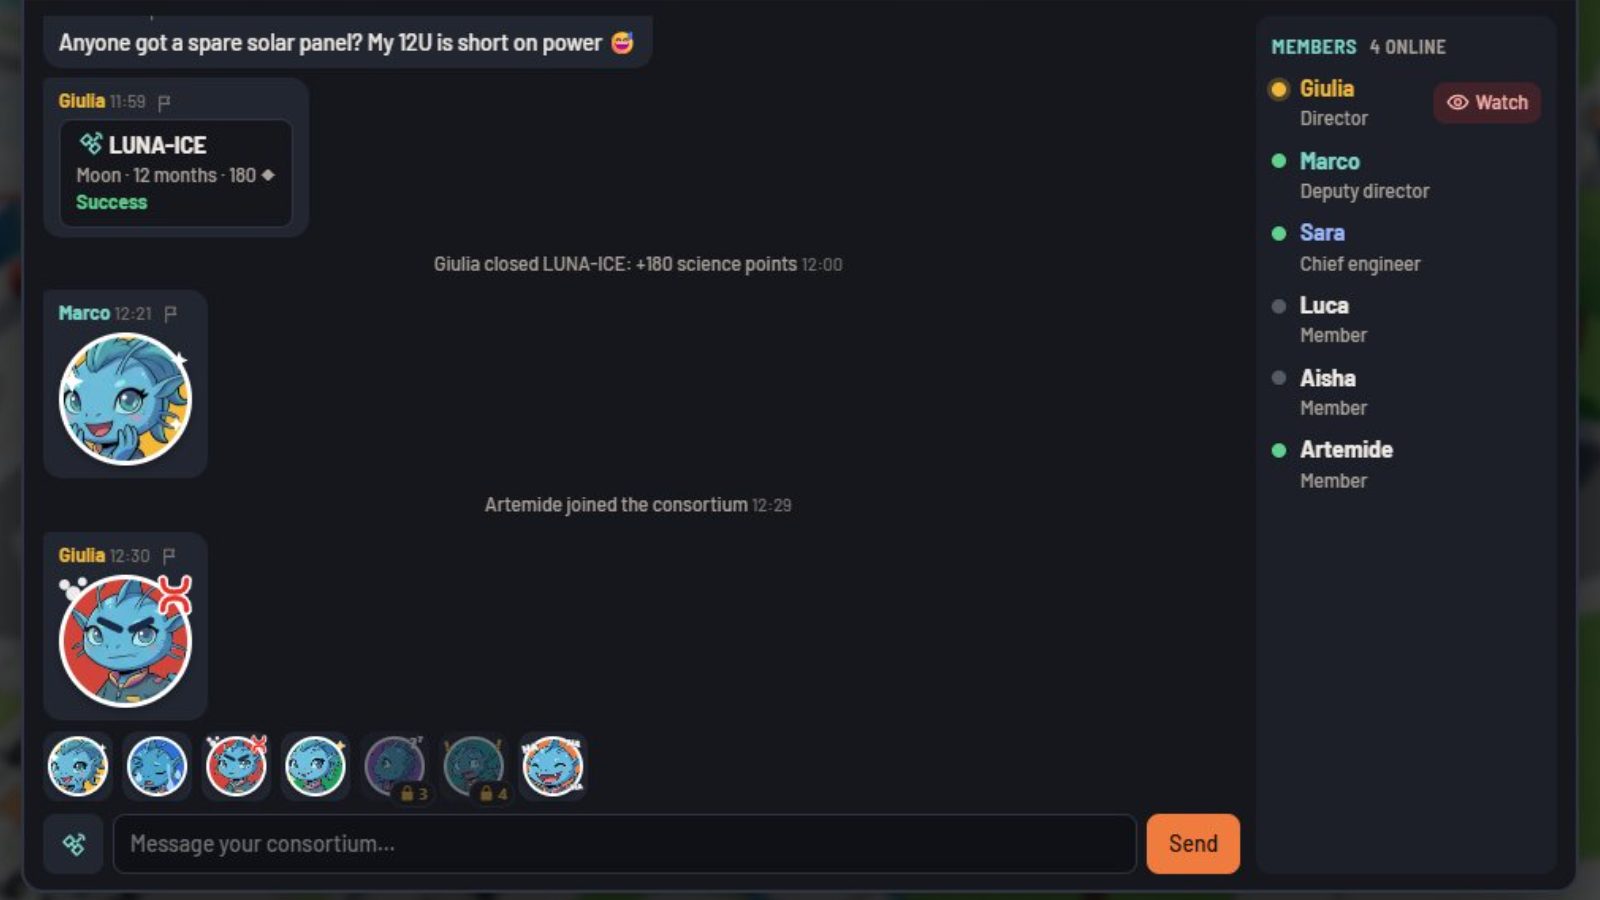 Anyone got a spare solar panel? My 12U is short on power 😅
Giulia 11:59
LUNA-ICE
Moon · 12 months · 180 ◆
Success
Giulia closed LUNA-ICE: +180 science points 12:00
Marco 12:21
Artemide joined the consortium 12:29
Giulia 12:30
3
4
Message your consortium...
Send
MEMBERS 4 ONLINE
Giulia
Director
Watch
Marco
Deputy director
Sara
Chief engineer
Luca
Member
Aisha
Member
Artemide
Member